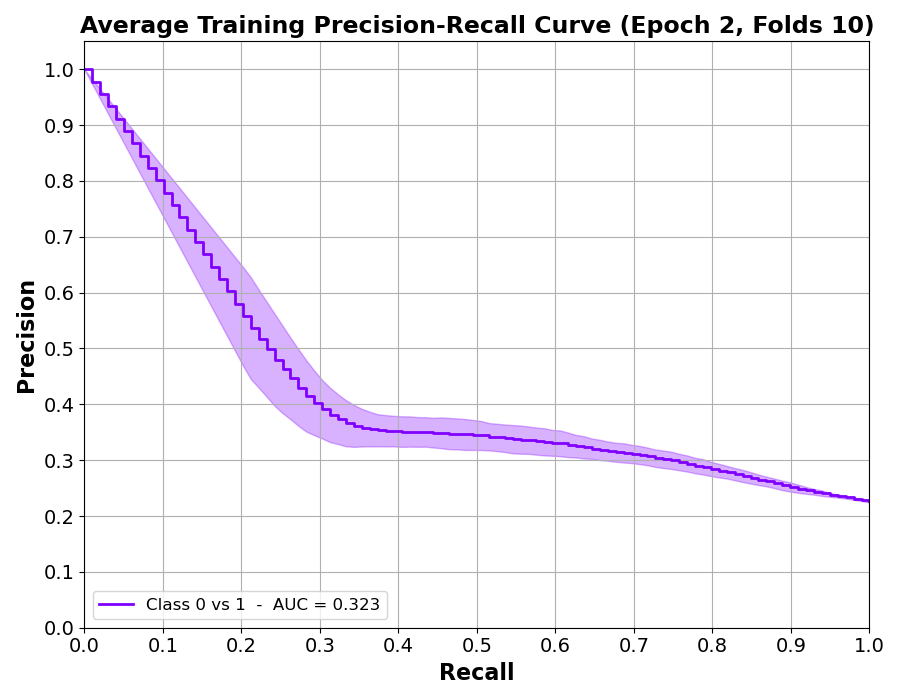 Average Training Precision-Recall Curve (Epoch 2, Folds 10)
Precision
1.0
0.9
0.8
0.7
0.6
0.5
0.4
0.3
0.2
0.1
0.0
Class 0 vs 1  -  AUC = 0.323
0.0 0.1 0.2 0.3 0.4 0.5 0.6 0.7 0.8 0.9 1.0
Recall